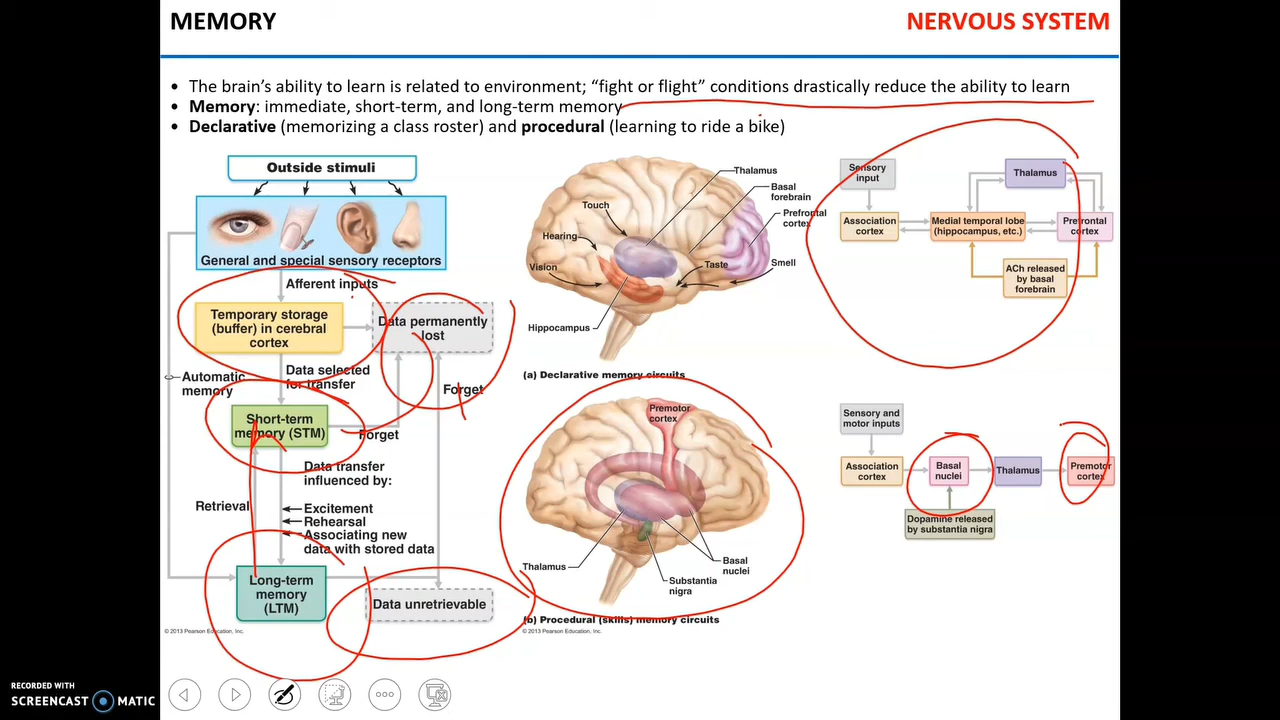 MEMORY
NERVOUS SYSTEM
• The brain's ability to learn is related to environment; "fight or flight" conditions drastically reduce the ability to learn
• Memory: immediate, short-term, and long-term memory
• Declarative (memorizing a class roster) and procedural (learning to ride a bike)
Outside stimuli
General and special sensory receptors
Afferent inputs
Temporary storage
(buffer) in cerebral
cortex
Data permanently
lost
Automatic
memory
Data selected
for transfer
Forget
Short-term
memory (STM)
Forget
Data transfer
influenced by:
Retrieval
Excitement
Rehearsal
Associating new
data with stored data
Long-term
memory
(LTM)
Data unretrievable
© 2013 Pearson Education, Inc.
Thalamus
Basal
forebrain
Touch
Prefrontal
cortex
Hearing
Vision
Taste
Smell
Hippocampus
(a) Declarative memory circuits
Sensory
input
Thalamus
Association
cortex
Medial temporal lobe
(hippocampus, etc.)
Prefrontal
cortex
ACh released
by basal
forebrain
Premotor
cortex
Thalamus
Basal
nuclei
Substantia
nigra
(b) Procedural (skills) memory circuits
© 2013 Pearson Education, Inc.
Sensory and
motor inputs
Association
cortex
Basal
nuclei
Thalamus
Premotor
cortex
Dopamine released
by substantia nigra
RECORDED WITH
SCREENCAST MATIC